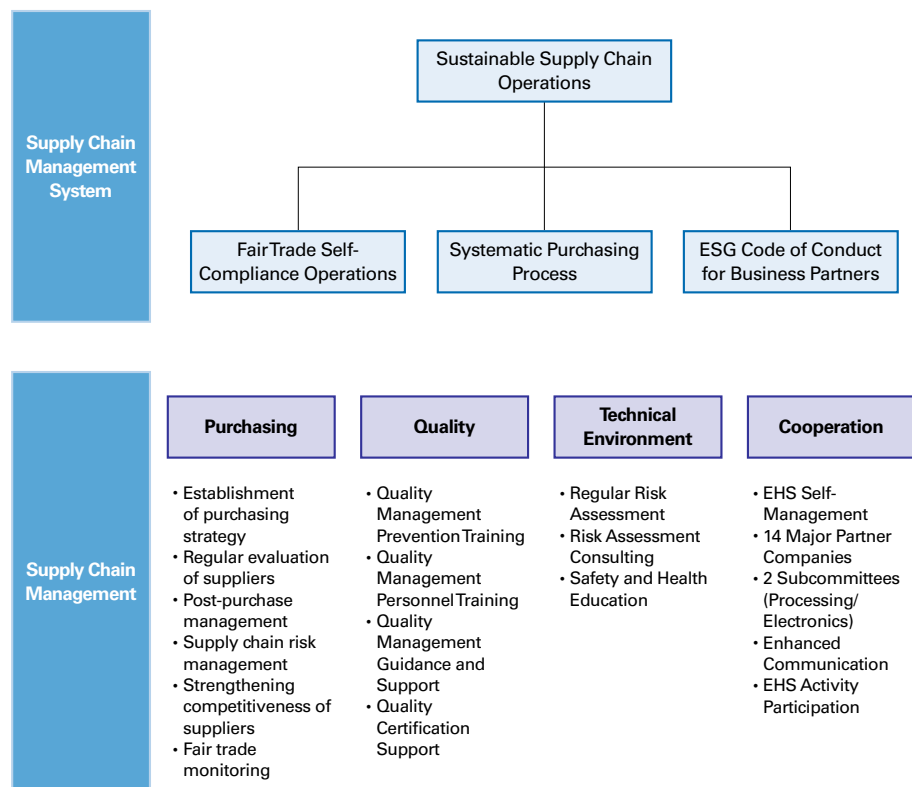 Supply Chain
Management
System
Sustainable Supply Chain
Operations
Fair Trade Self-
Compliance Operations
Systematic Purchasing
Process
ESG Code of Conduct
for Business Partners
Supply Chain
Management
Purchasing
• Establishment
of purchasing
strategy
• Regular evaluation
of suppliers
• Post-purchase
management
• Supply chain risk
management
• Strengthening
competitiveness of
suppliers
• Fair trade
monitoring
Quality
• Quality
Management
Prevention Training
• Quality
Management
Personnel Training
• Quality
Management
Guidance and
Support
• Quality
Certification
Support
Technical
Environment
• Regular Risk
Assessment
• Risk Assessment
Consulting
• Safety and Health
Education
Cooperation
• EHS Self-
Management
• 14 Major Partner
Companies
• 2 Subcommittees
(Processing/
Electronics)
• Enhanced
Communication
• EHS Activity
Participation